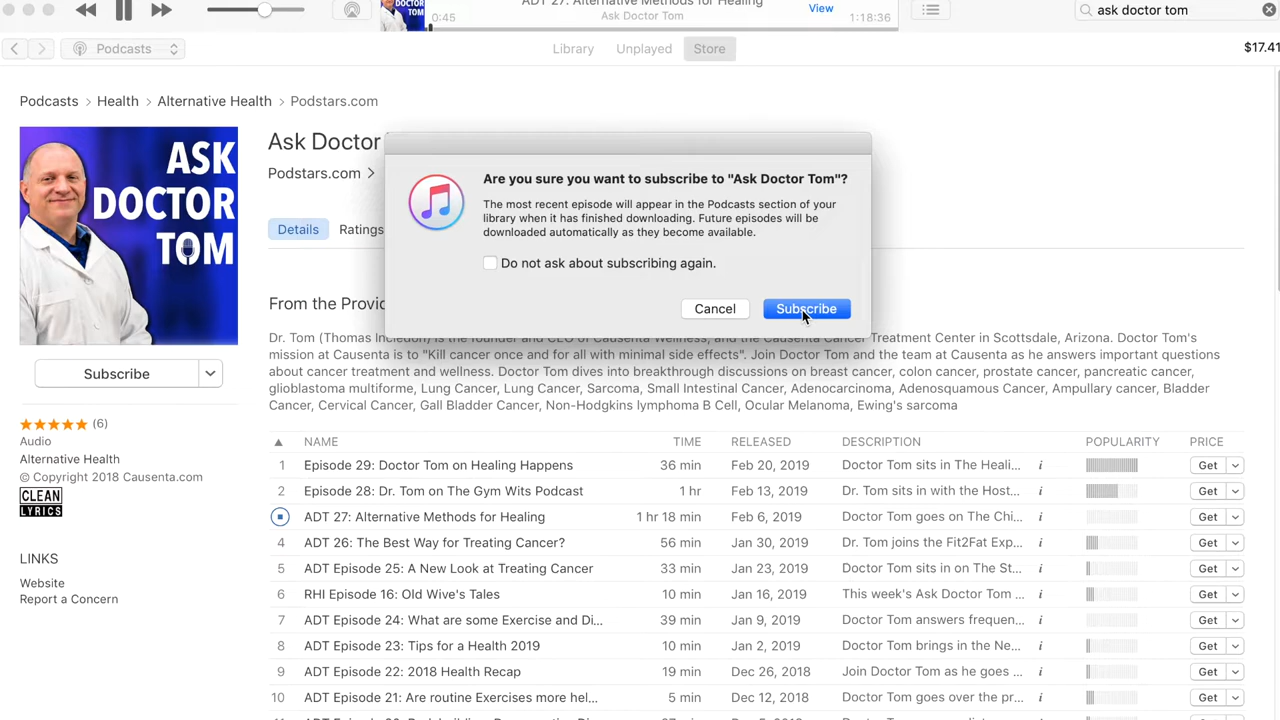 ADT 27: Alternative Methods for Healing
0:45
Ask Doctor Tom
View
1:18:36
ask doctor tom
Podcasts
Library
Unplayed
Store
$17.41
Podcasts > Health > Alternative Health > Podstars.com
ASK
DOCTOR
TOM
Ask Doctor
Podstars.com >
Details
Ratings
Are you sure you want to subscribe to "Ask Doctor Tom"?
The most recent episode will appear in the Podcasts section of your
library when it has finished downloading. Future episodes will be
downloaded automatically as they become available.
Do not ask about subscribing again.
Cancel
Subscribe
From the Provid
Dr. Tom (Thomas Incledon) is the founder and CEO of Causenta Wellness, and the Causenta Cancer Treatment Center in Scottsdale, Arizona. Doctor Tom's
mission at Causenta is to "Kill cancer once and for all with minimal side effects". Join Doctor Tom and the team at Causenta as he answers important questions
about cancer treatment and wellness. Doctor Tom dives into breakthrough discussions on breast cancer, colon cancer, prostate cancer, pancreatic cancer,
glioblastoma multiforme, Lung Cancer, Lung Cancer, Sarcoma, Small Intestinal Cancer, Adenocarcinoma, Adenosquamous Cancer, Ampullary cancer, Bladder
Cancer, Cervical Cancer, Gall Bladder Cancer, Non-Hodgkins lymphoma B Cell, Ocular Melanoma, Ewing's sarcoma
Subscribe
★★★★★ (6)
Audio
Alternative Health
© Copyright 2018 Causenta.com
CLEAN
LYRICS
LINKS
Website
Report a Concern
NAME TIME RELEASED DESCRIPTION POPULARITY PRICE
1 Episode 29: Doctor Tom on Healing Happens 36 min Feb 20, 2019 Doctor Tom sits in The Heali... i Get
2 Episode 28: Dr. Tom on The Gym Wits Podcast 1 hr Feb 13, 2019 Dr. Tom sits in with the Host... i Get
ADT 27: Alternative Methods for Healing 1 hr 18 min Feb 6, 2019 Doctor Tom goes on The Chi... i Get
4 ADT 26: The Best Way for Treating Cancer? 56 min Jan 30, 2019 Dr. Tom joins the Fit2Fat Exp... i Get
5 ADT Episode 25: A New Look at Treating Cancer 33 min Jan 23, 2019 Doctor Tom sits in on The St... i Get
6 RHI Episode 16: Old Wive's Tales 10 min Jan 16, 2019 This week's Ask Doctor Tom ... i Get
7 ADT Episode 24: What are some Exercise and Di... 39 min Jan 9, 2019 Doctor Tom answers frequen... i Get
8 ADT Episode 23: Tips for a Health 2019 10 min Jan 2, 2019 Doctor Tom brings in the Ne... i Get
9 ADT Episode 22: 2018 Health Recap 19 min Dec 26, 2018 Join Doctor Tom as he goes ... i Get
10 ADT Episode 21: Are routine Exercises more hel... 5 min Dec 12, 2018 Doctor Tom goes over the pr... i Get